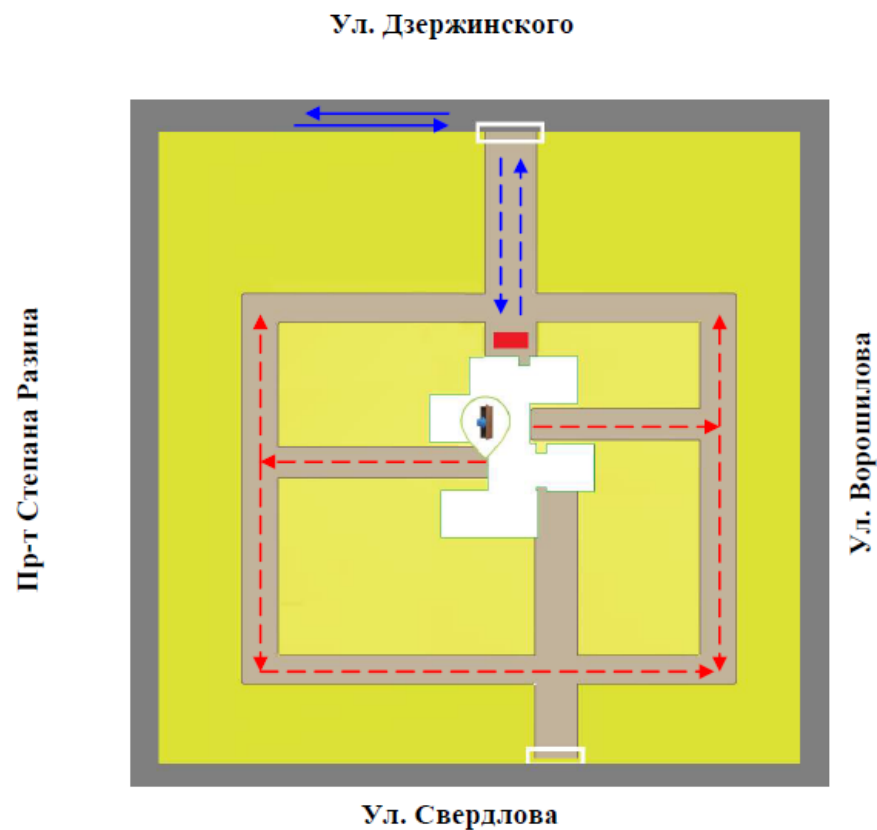 Ул. Дзержинского
Пр-т Степана Разина
Ул. Ворошилова
Ул. Свердлова